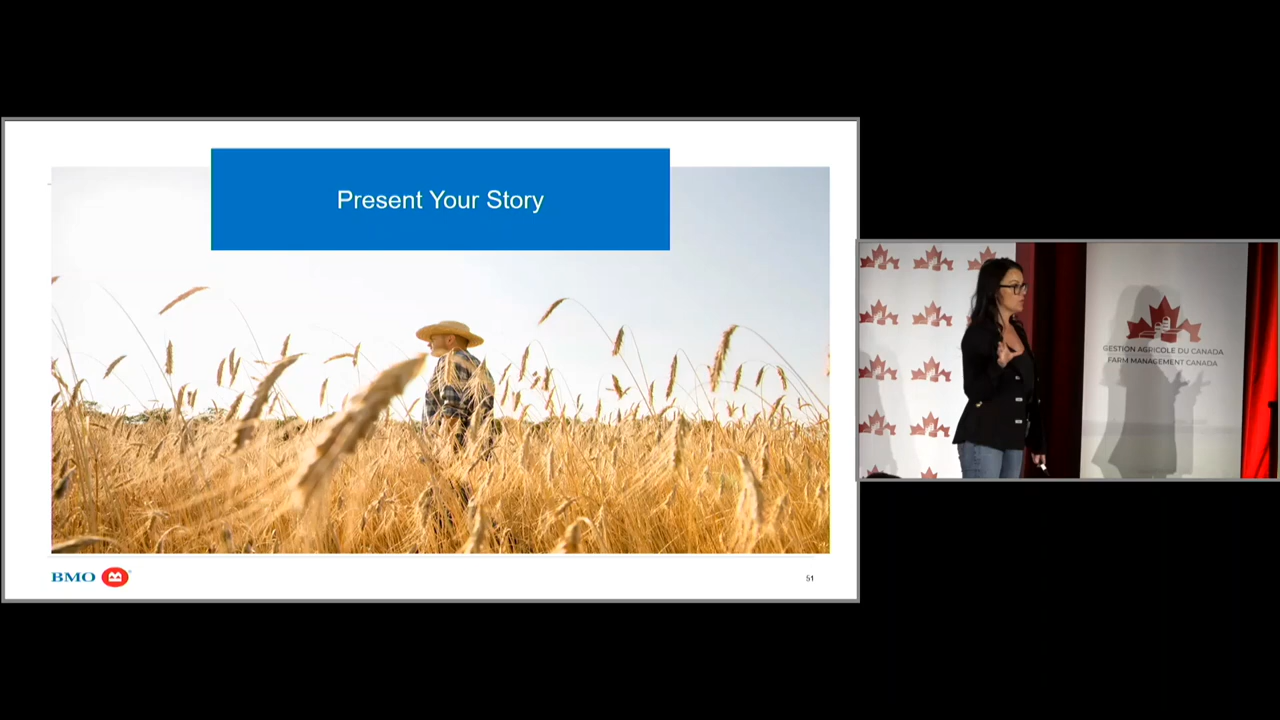 Present Your Story
BMO
51
GESTION AGRICOLE DU CANADA
FARM MANAGEMENT CANADA